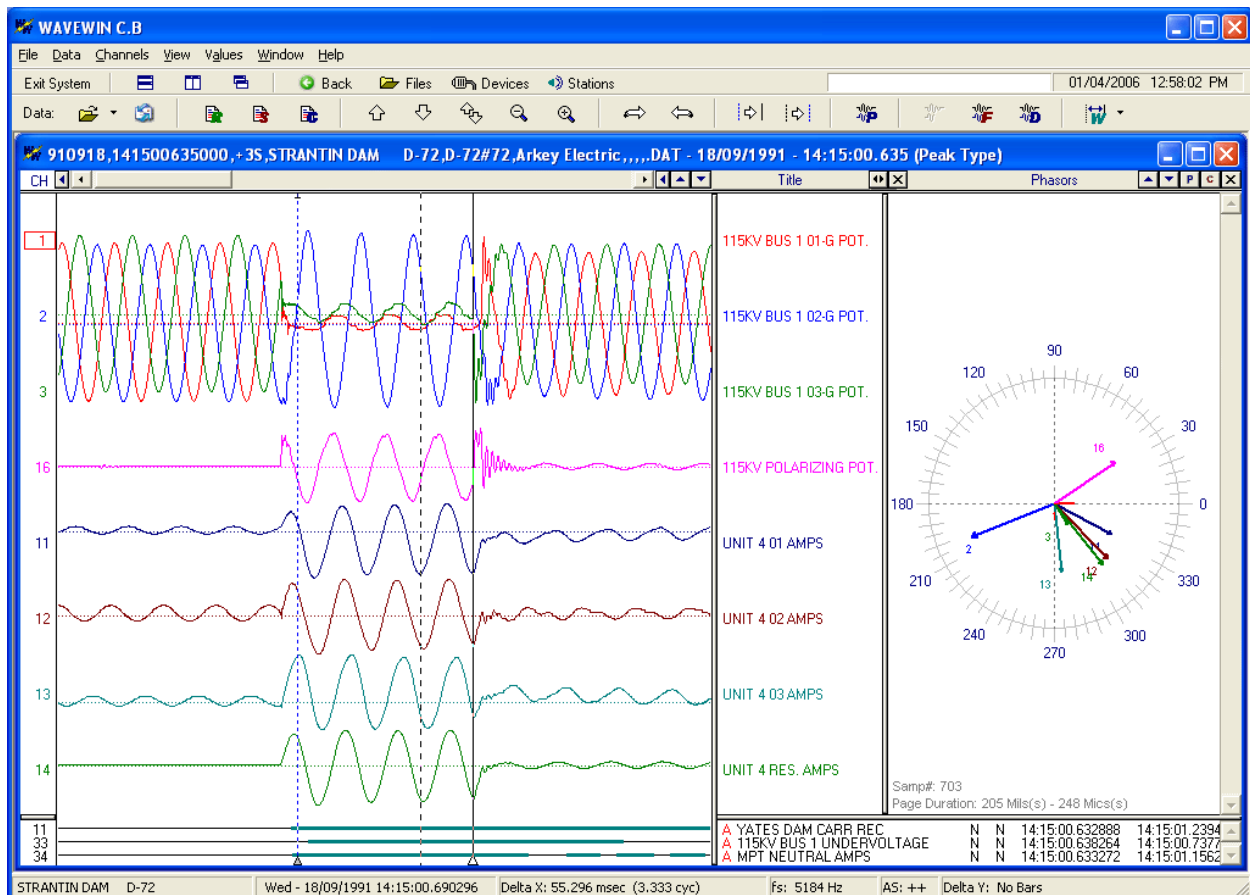 WAVEWIN C.B
File Data Channels View Values Window Help
Exit System Back Files Devices Stations 01/04/2006 12:58:02 PM
Data: R S C P F D W
910918,141500635000,+3S,STRANTIN DAM D-72,D-72#72,Arkey Electric,,,,.DAT - 18/09/1991 - 14:15:00.635 (Peak Type)
CH Title Phasors P C X
1 115KV BUS 1 01-G POT.
2 115KV BUS 1 02-G POT.
3 115KV BUS 1 03-G POT.
16 115KV POLARIZING POT.
11 UNIT 4 01 AMPS
12 UNIT 4 02 AMPS
13 UNIT 4 03 AMPS
14 UNIT 4 RES. AMPS
90
120 60
150 30
16
180 0
2 3 11
13 14 12
210 330
240 300
270
Samp#: 703
Page Duration: 205 Mils(s) - 248 Mics(s)
11 A YATES DAM CARR REC N N 14:15:00.632888 14:15:01.2394
33 A 115KV BUS 1 UNDERVOLTAGE N N 14:15:00.638264 14:15:00.7377
34 A MPT NEUTRAL AMPS N N 14:15:00.633272 14:15:01.1562
STRANTIN DAM D-72 Wed - 18/09/1991 14:15:00.690296 Delta X: 55.296 msec (3.333 cyc) fs: 5184 Hz AS: ++ Delta Y: No Bars